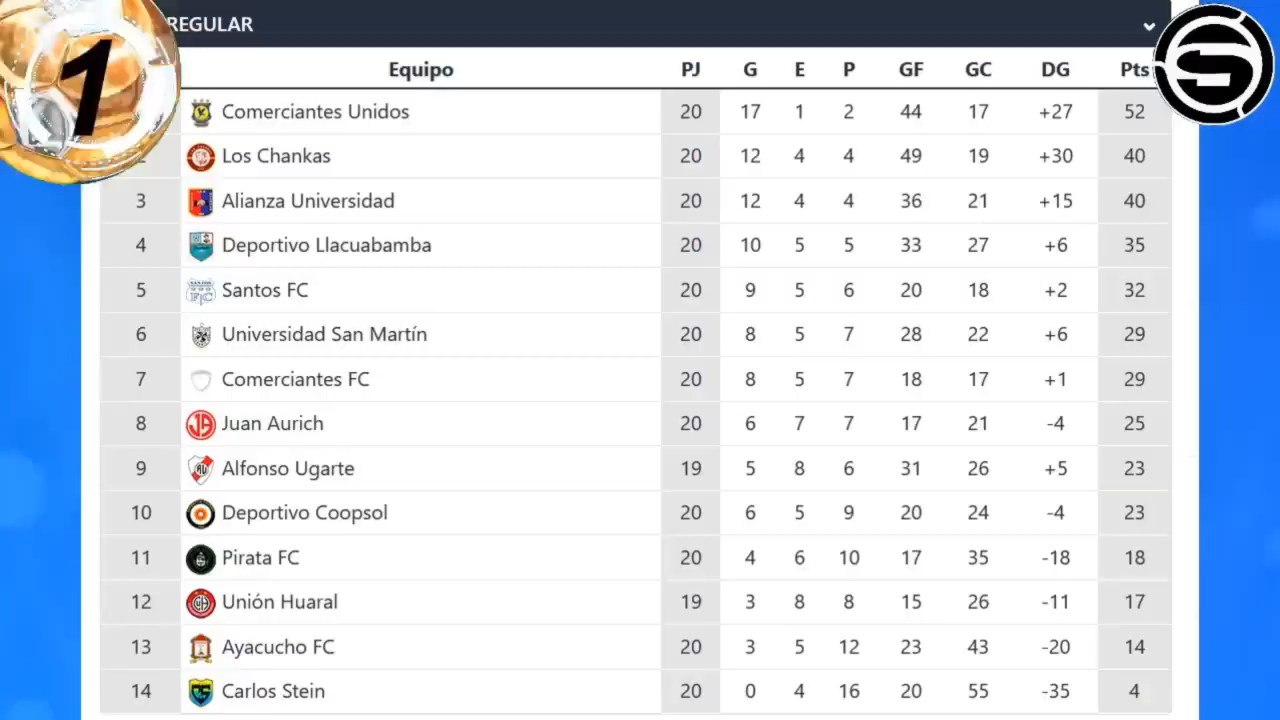 REGULAR
Equipo PJ G E P GF GC DG Pts
1
Comerciantes Unidos 20 17 1 2 44 17 +27 52
Los Chankas 20 12 4 4 49 19 +30 40
3 Alianza Universidad 20 12 4 4 36 21 +15 40
4 Deportivo Llacuabamba 20 10 5 5 33 27 +6 35
5 Santos FC 20 9 5 6 20 18 +2 32
6 Universidad San Martín 20 8 5 7 28 22 +6 29
7 Comerciantes FC 20 8 5 7 18 17 +1 29
8 Juan Aurich 20 6 7 7 17 21 -4 25
9 Alfonso Ugarte 19 5 8 6 31 26 +5 23
10 Deportivo Coopsol 20 6 5 9 20 24 -4 23
11 Pirata FC 20 4 6 10 17 35 -18 18
12 Unión Huaral 19 3 8 8 15 26 -11 17
13 Ayacucho FC 20 3 5 12 23 43 -20 14
14 Carlos Stein 20 0 4 16 20 55 -35 4